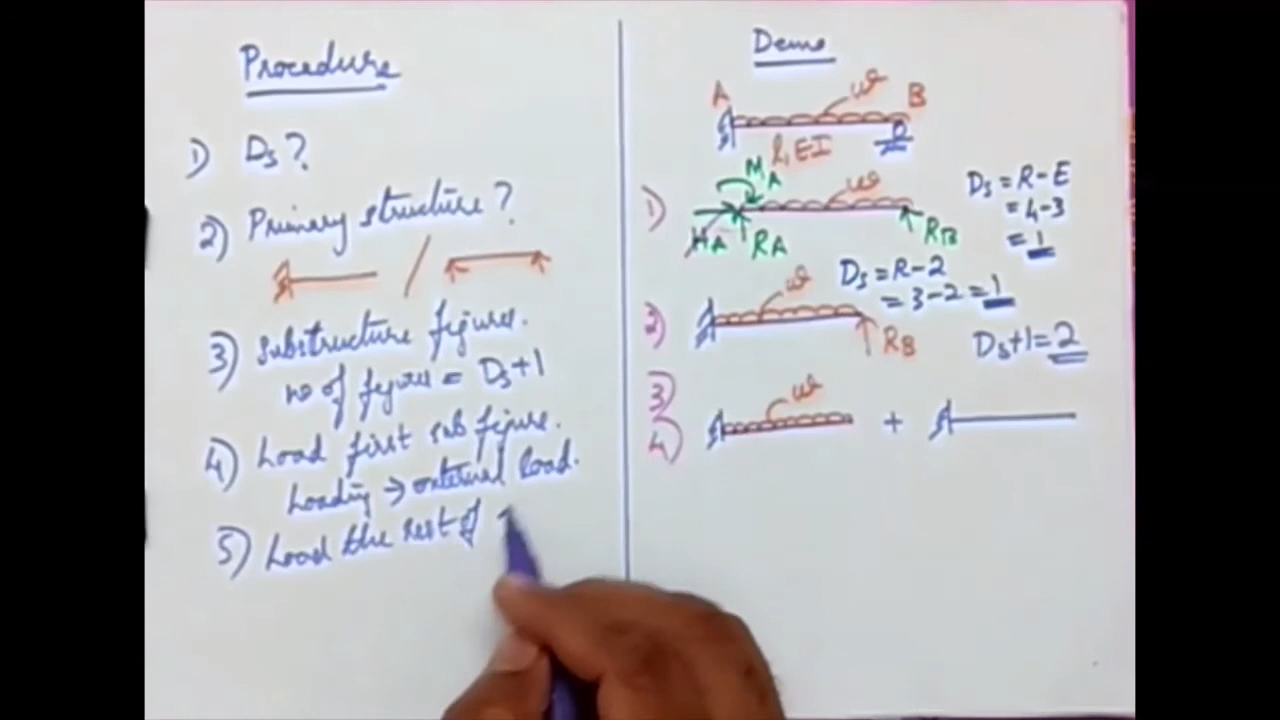 Procedure
1) Ds ?
2) Primary structure ?
/
3) Substructure figures.
no of figures = Ds+1
4) Load first sub figure.
Loading → external load.
5) Load the rest of
Demo
A w B
L, EI
1) MA w
HA RA RB
Ds = R-E
= 4-3
= 1
2) w RB
Ds = R-2
= 3-2 = 1
Ds+1 = 2
3) w
4) +